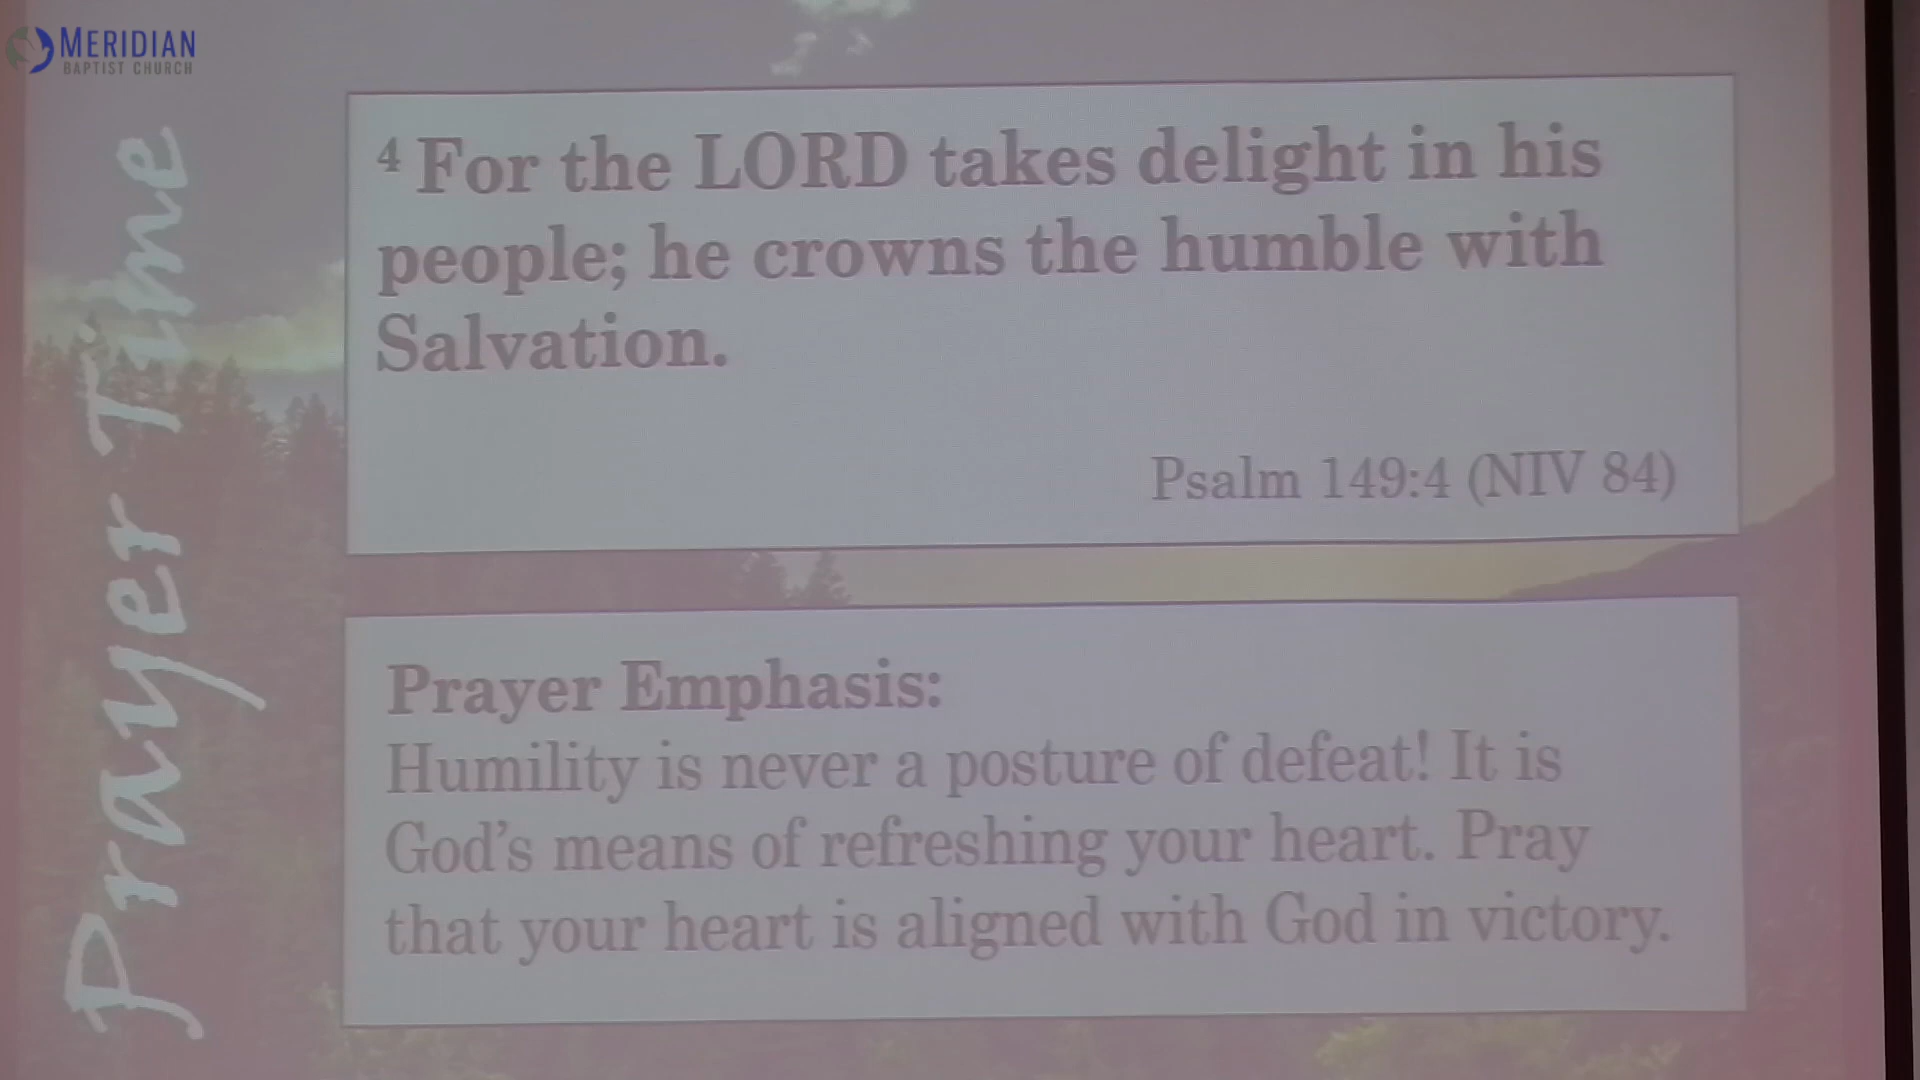 MERIDIAN
BAPTIST CHURCH
Prayer Time
4 For the LORD takes delight in his
people; he crowns the humble with
Salvation.
Psalm 149:4 (NIV 84)
Prayer Emphasis:
Humility is never a posture of defeat! It is
God's means of refreshing your heart. Pray
that your heart is aligned with God in victory.